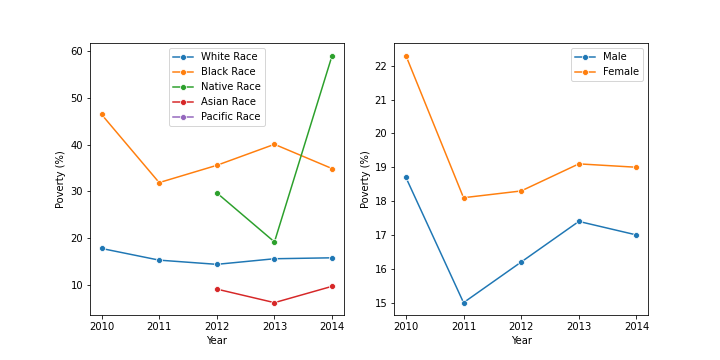 60
50
40
30
20
10
Poverty (%)
2010 2011 2012 2013 2014
Year
White Race
Black Race
Native Race
Asian Race
Pacific Race
22
21
20
19
18
17
16
15
Poverty (%)
2010 2011 2012 2013 2014
Year
Male
Female